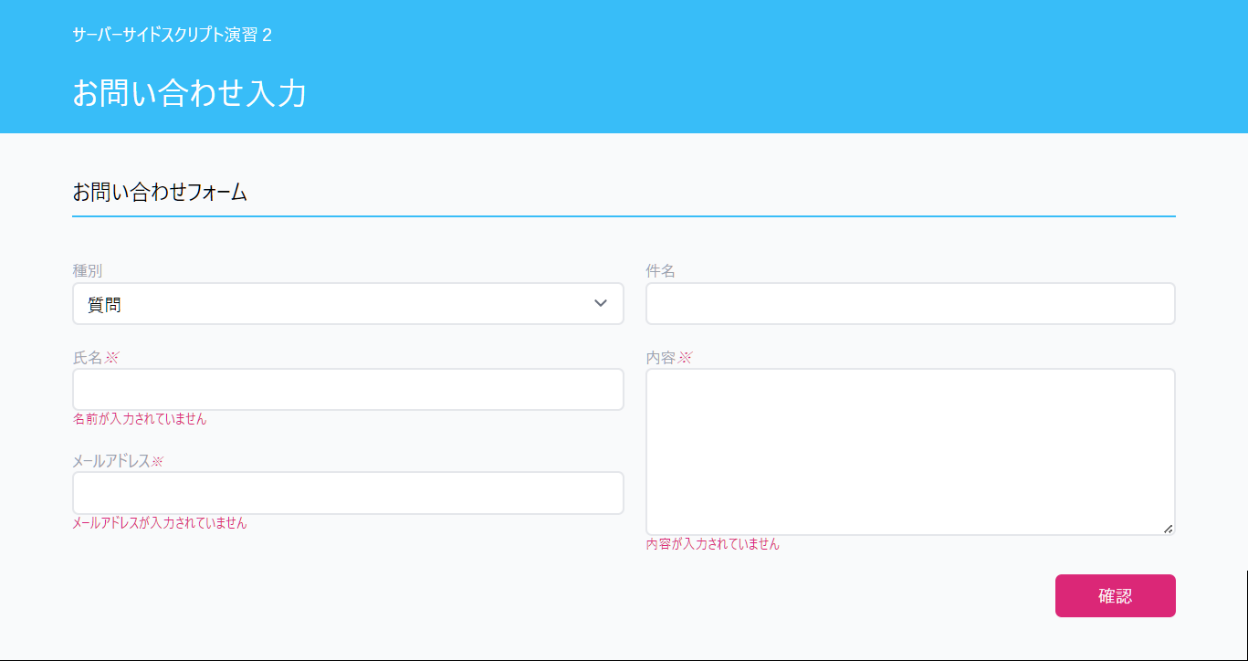 サーバーサイドスクリプト演習２
お問い合わせ入力
お問い合わせフォーム
種別
質問
氏名※
名前が入力されていません
メールアドレス※
メールアドレスが入力されていません
件名
内容※
内容が入力されていません
確認